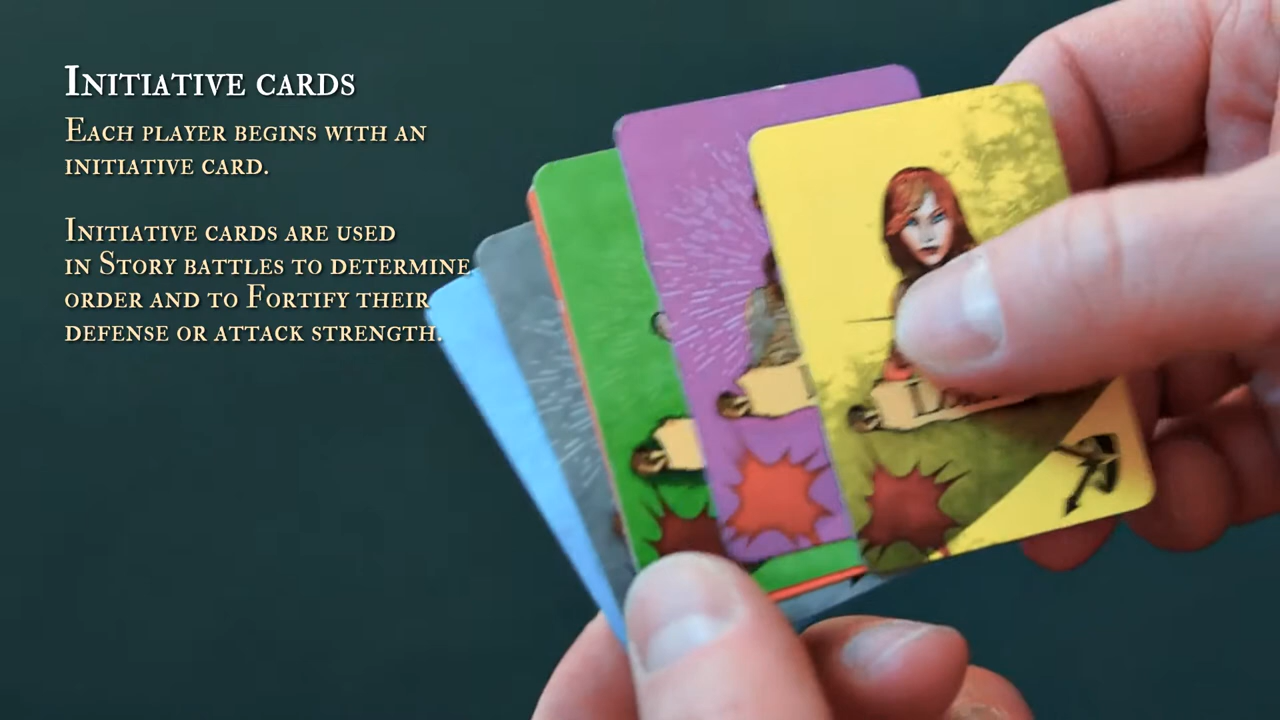 Initiative cards
Each player begins with an
initiative card.
Initiative cards are used
in Story battles to determine
order and to Fortify their
defense or attack strength.